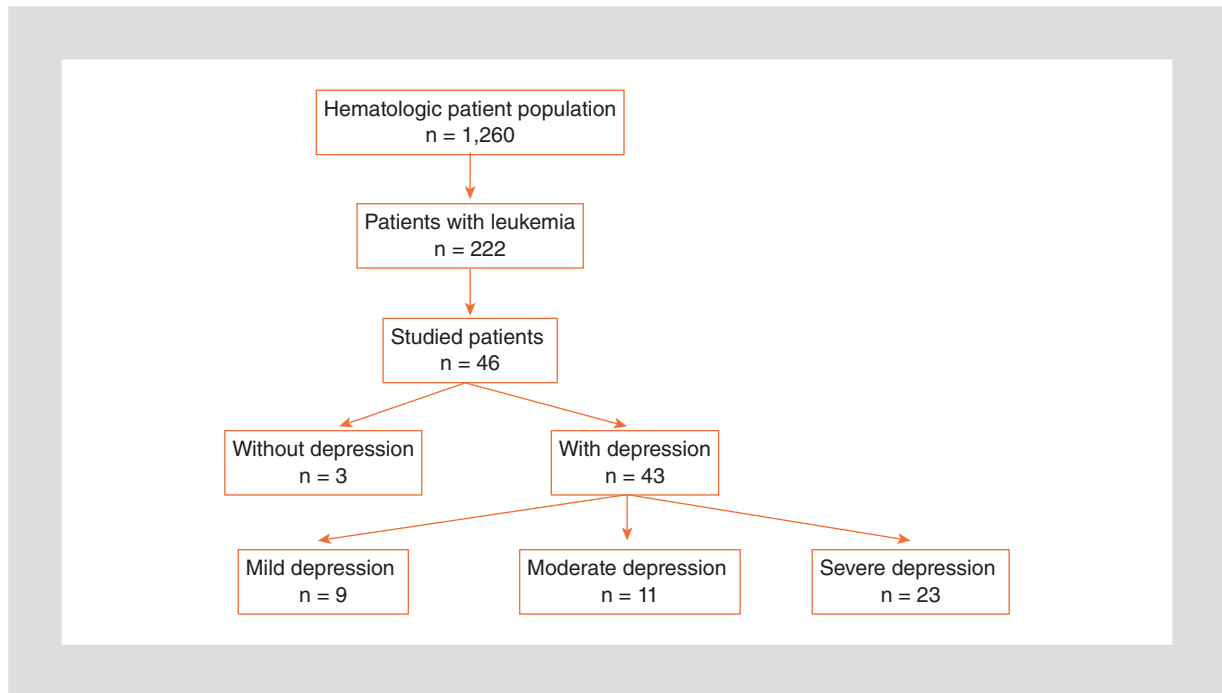 Hematologic patient population
n = 1,260
Patients with leukemia
n = 222
Studied patients
n = 46
Without depression
n = 3
With depression
n = 43
Mild depression
n = 9
Moderate depression
n = 11
Severe depression
n = 23